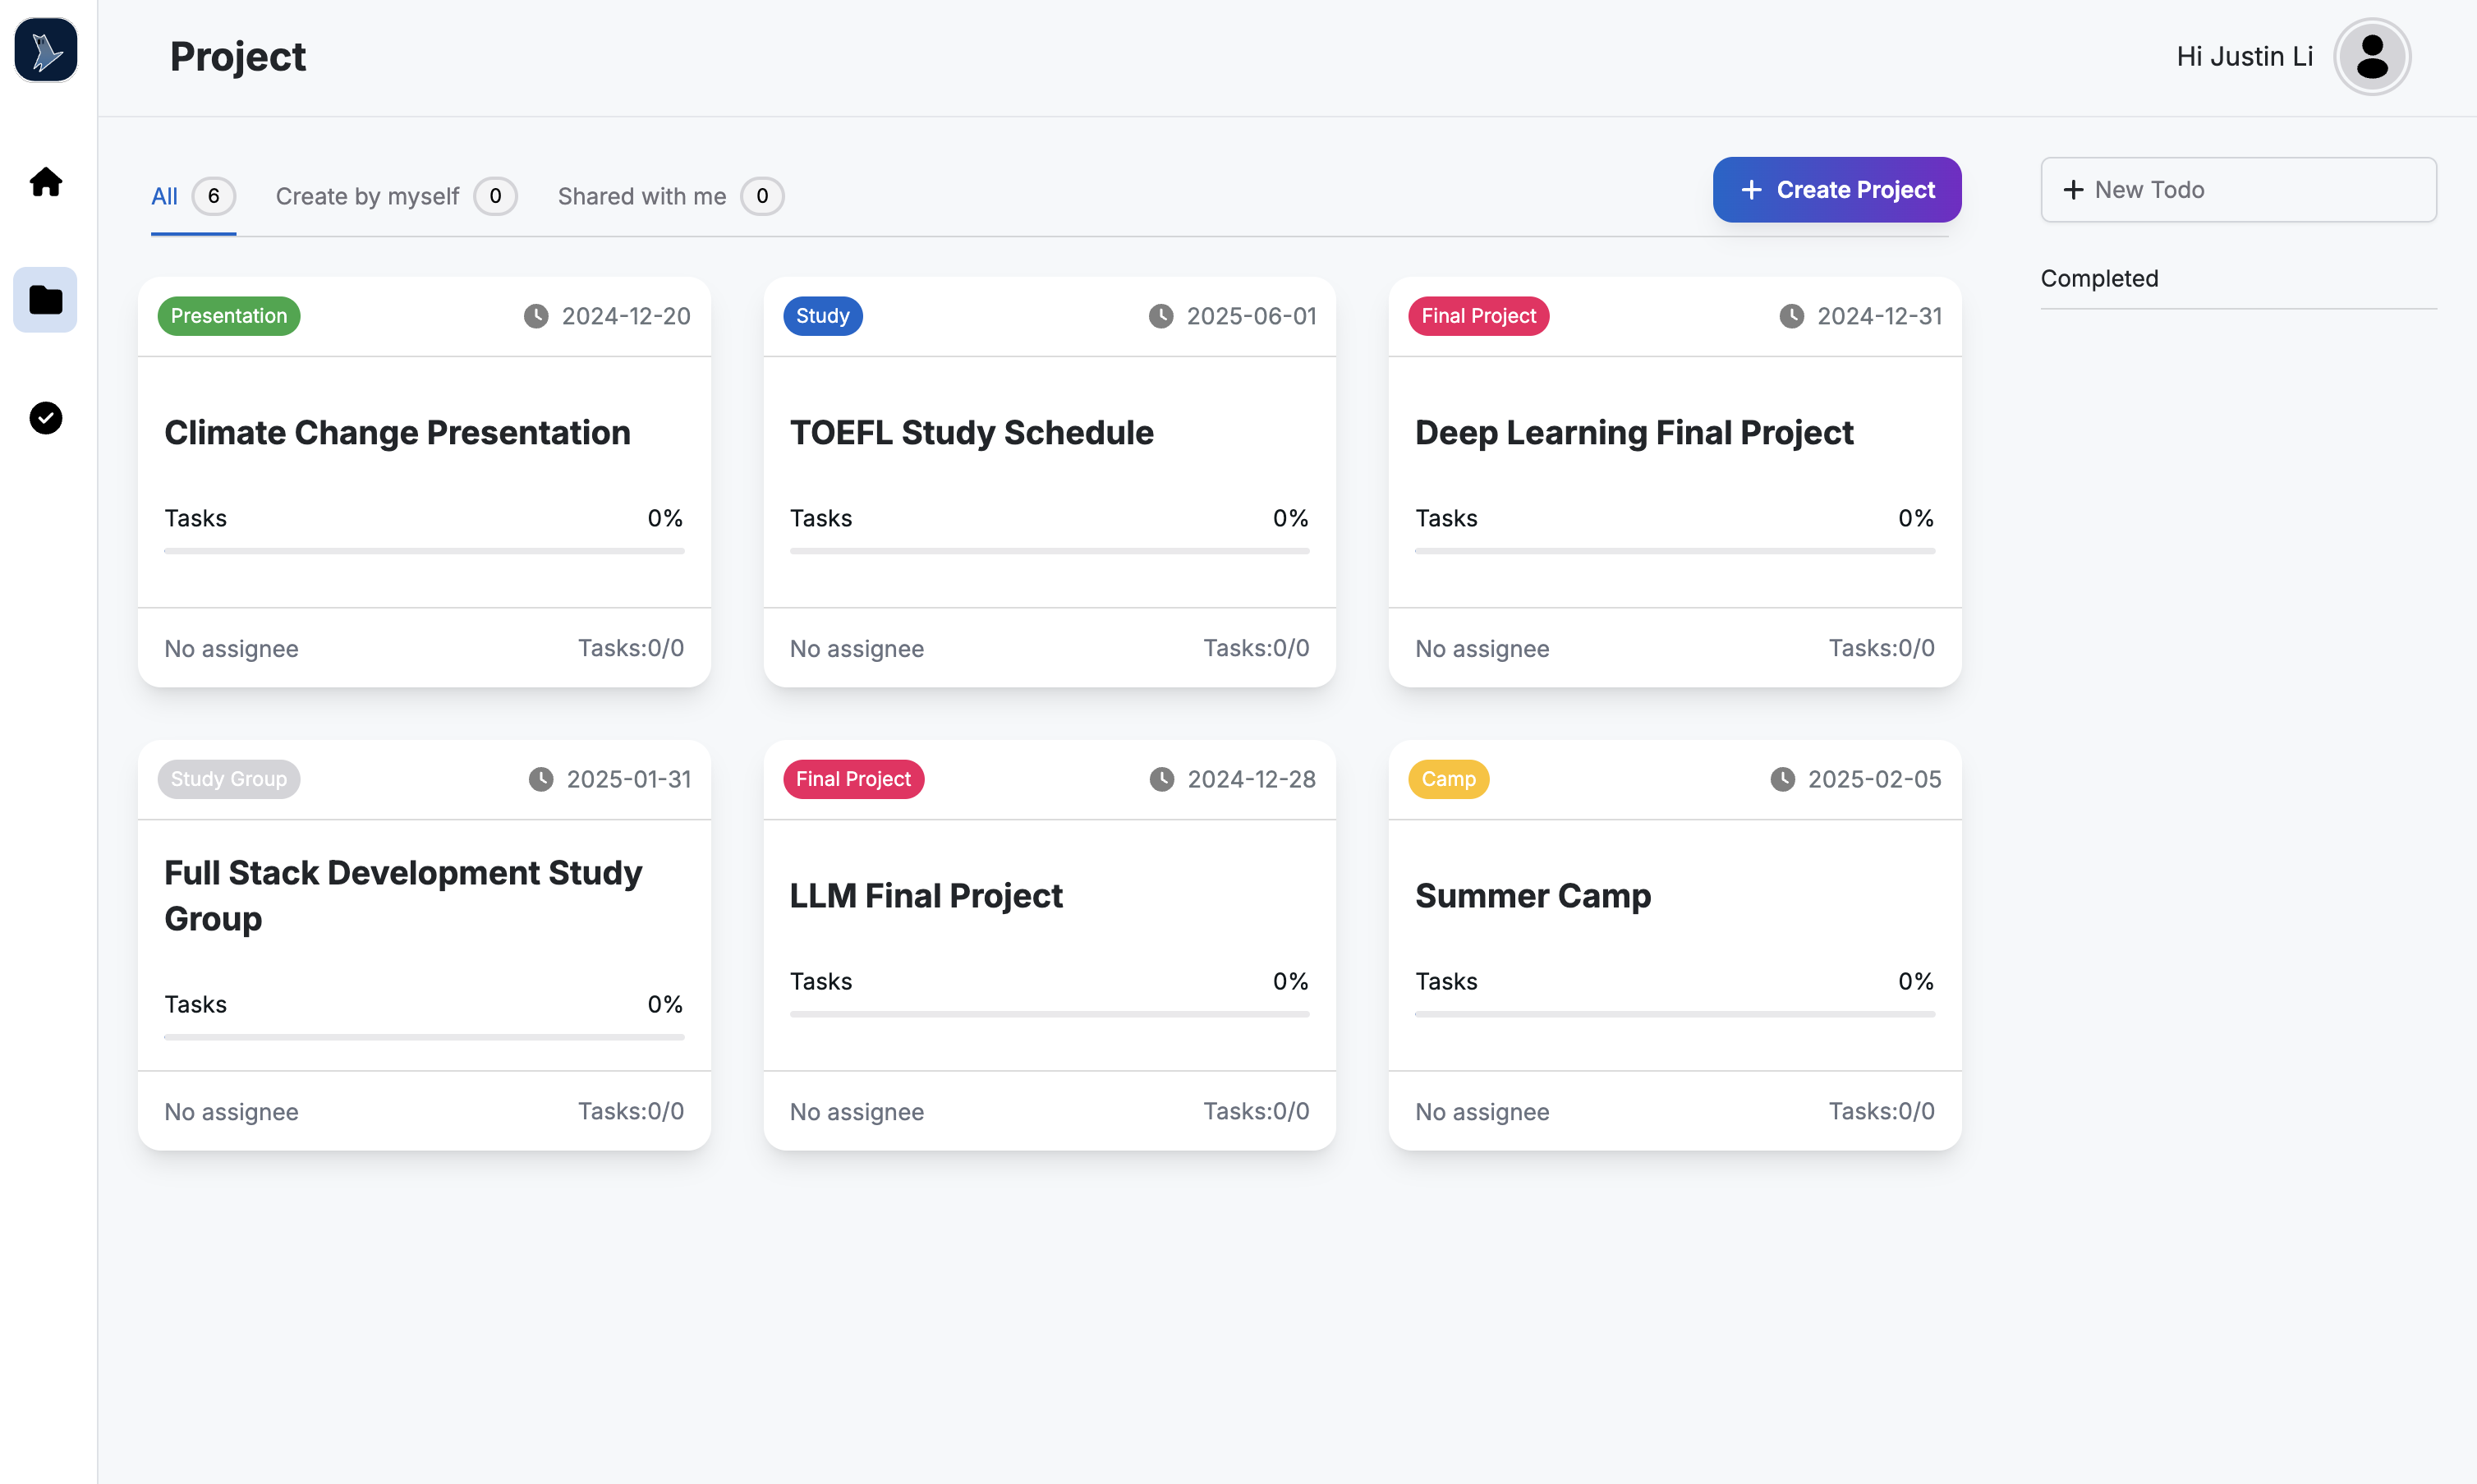 Project
Hi Justin Li
All 6 Create by myself 0 Shared with me 0
Create Project
New Todo
Completed
Presentation 2024-12-20
Climate Change Presentation
Tasks 0%
No assignee Tasks:0/0
Study 2025-06-01
TOEFL Study Schedule
Tasks 0%
No assignee Tasks:0/0
Final Project 2024-12-31
Deep Learning Final Project
Tasks 0%
No assignee Tasks:0/0
Study Group 2025-01-31
Full Stack Development Study
Group
Tasks 0%
No assignee Tasks:0/0
Final Project 2024-12-28
LLM Final Project
Tasks 0%
No assignee Tasks:0/0
Camp 2025-02-05
Summer Camp
Tasks 0%
No assignee Tasks:0/0